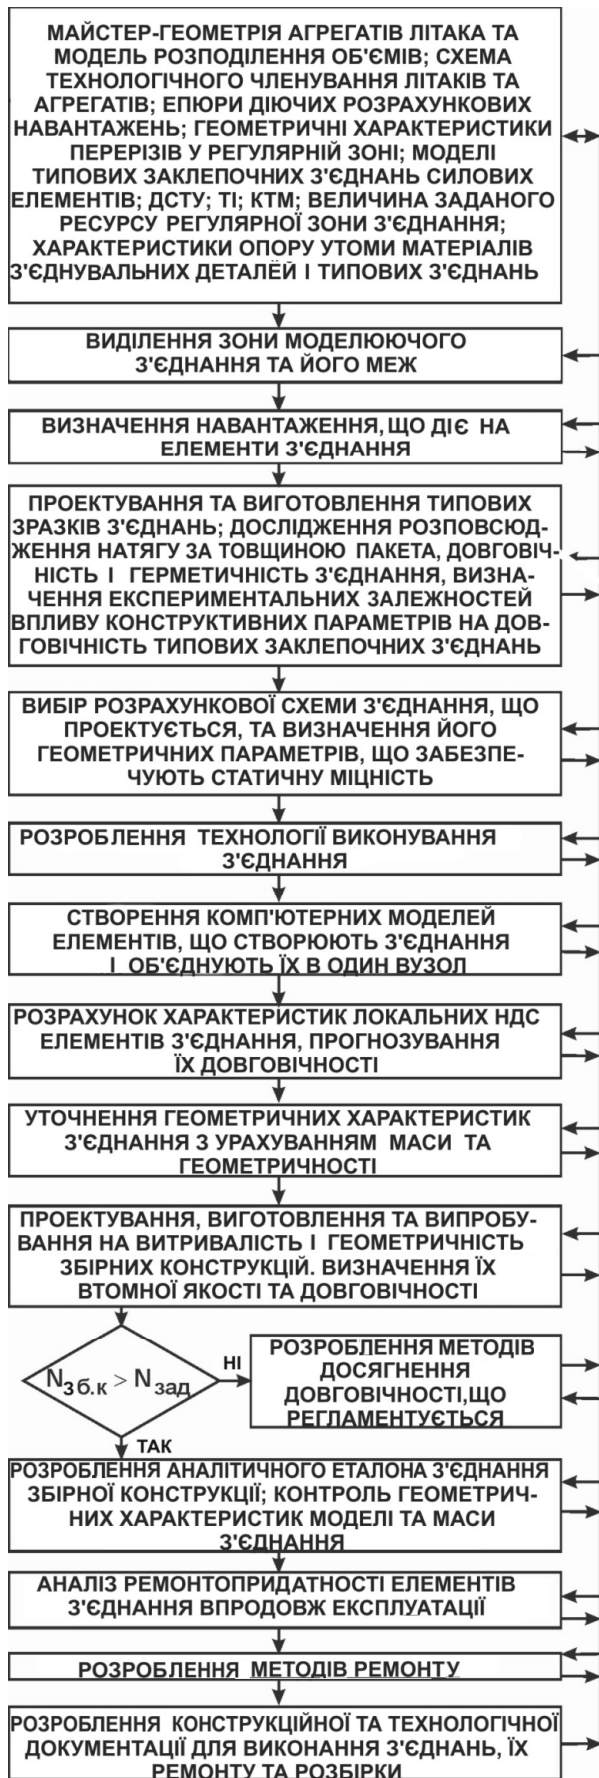 МАЙСТЕР-ГЕОМЕТРІЯ АГРЕГАТІВ ЛІТАКА ТА
МОДЕЛЬ РОЗПОДІЛЕННЯ ОБ'ЄМІВ; СХЕМА
ТЕХНОЛОГІЧНОГО ЧЛЕНУВАННЯ ЛІТАКІВ ТА
АГРЕГАТІВ; ЕПЮРИ ДІЮЧИХ РОЗРАХУНКОВИХ
НАВАНТАЖЕНЬ; ГЕОМЕТРИЧНІ ХАРАКТЕРИСТИКИ
ПЕРЕРІЗІВ У РЕГУЛЯРНІЙ ЗОНІ; МОДЕЛІ
ТИПОВИХ ЗАКЛЕПОЧНИХ З'ЄДНАНЬ СИЛОВИХ
ЕЛЕМЕНТІВ; ДСТУ; ТІ; КТМ; ВЕЛИЧИНА ЗАДАНОГО
РЕСУРСУ РЕГУЛЯРНОЇ ЗОНИ З'ЄДНАННЯ;
ХАРАКТЕРИСТИКИ ОПОРУ УТОМИ МАТЕРІАЛІВ
З'ЄДНУВАЛЬНИХ ДЕТАЛЁЙ І ТИПОВИХ З'ЄДНАНЬ
ВИДІЛЕННЯ ЗОНИ МОДЕЛЮЮЧОГО
З'ЄДНАННЯ ТА ЙОГО МЕЖ
ВИЗНАЧЕННЯ НАВАНТАЖЕННЯ, ЩО ДІЄ НА
ЕЛЕМЕНТИ З'ЄДНАННЯ
ПРОЕКТУВАННЯ ТА ВИГОТОВЛЕННЯ ТИПОВИХ
ЗРАЗКІВ З'ЄДНАНЬ; ДОСЛІДЖЕННЯ РОЗПОВСЮД-
ЖЕННЯ НАТЯГУ ЗА ТОВЩИНОЮ ПАКЕТА, ДОВГОВІЧ-
НІСТЬ І ГЕРМЕТИЧНІСТЬ З'ЄДНАННЯ, ВИЗНА-
ЧЕННЯ ЕКСПЕРИМЕНТАЛЬНИХ ЗАЛЕЖНОСТЕЙ
ВПЛИВУ КОНСТРУКТИВНИХ ПАРАМЕТРІВ НА ДОВ-
ГОВІЧНІСТЬ ТИПОВИХ ЗАКЛЕПОЧНИХ З'ЄДНАНЬ
ВИБІР РОЗРАХУНКОВОЇ СХЕМИ З'ЄДНАННЯ, ЩО
ПРОЕКТУЄТЬСЯ, ТА ВИЗНАЧЕННЯ ЙОГО
ГЕОМЕТРИЧНИХ ПАРАМЕТРІВ, ЩО ЗАБЕЗПЕ-
ЧУЮТЬ СТАТИЧНУ МІЦНІСТЬ
РОЗРОБЛЕННЯ ТЕХНОЛОГІЇ ВИКОНУВАННЯ
З'ЄДНАННЯ
СТВОРЕННЯ КОМП'ЮТЕРНИХ МОДЕЛЕЙ
ЕЛЕМЕНТІВ, ЩО СТВОРЮЮТЬ З'ЄДНАННЯ
І ОБ'ЄДНУЮТЬ ЇХ В ОДИН ВУЗОЛ
РОЗРАХУНОК ХАРАКТЕРИСТИК ЛОКАЛЬНИХ НДС
ЕЛЕМЕНТІВ З'ЄДНАННЯ, ПРОГНОЗУВАННЯ
ЇХ ДОВГОВІЧНОСТІ
УТОЧНЕННЯ ГЕОМЕТРИЧНИХ ХАРАКТЕРИСТИК
З'ЄДНАННЯ З УРАХУВАННЯМ МАСИ ТА
ГЕОМЕТРИЧНОСТІ
ПРОЕКТУВАННЯ, ВИГОТОВЛЕННЯ ТА ВИПРОБУ-
ВАННЯ НА ВИТРИВАЛІСТЬ І ГЕОМЕТРИЧНІСТЬ
ЗБІРНИХ КОНСТРУКЦІЙ. ВИЗНАЧЕННЯ ЇХ
ВТОМНОЇ ЯКОСТІ ТА ДОВГОВІЧНОСТІ
Nзб.к > Nзад
НІ
РОЗРОБЛЕННЯ МЕТОДІВ
ДОСЯГНЕННЯ
ДОВГОВІЧНОСТІ,ЩО
РЕГЛАМЕНТУЄТЬСЯ
ТАК
РОЗРОБЛЕННЯ АНАЛІТИЧНОГО ЕТАЛОНА З'ЄДНАННЯ
ЗБІРНОЇ КОНСТРУКЦІЇ; КОНТРОЛЬ ГЕОМЕТРИЧ-
НИХ ХАРАКТЕРИСТИК МОДЕЛІ ТА МАСИ
З'ЄДНАННЯ
АНАЛІЗ РЕМОНТОПРИДАТНОСТІ ЕЛЕМЕНТІВ
З'ЄДНАННЯ ВПРОДОВЖ ЕКСПЛУАТАЦІЇ
РОЗРОБЛЕННЯ МЕТОДІВ РЕМОНТУ
РОЗРОБЛЕННЯ КОНСТРУКЦІЙНОЇ ТА ТЕХНОЛОГІЧНОЇ
ДОКУМЕНТАЦІЇ ДЛЯ ВИКОНАННЯ З'ЄДНАНЬ, ЇХ
РЕМОНТУ ТА РОЗБІРКИ